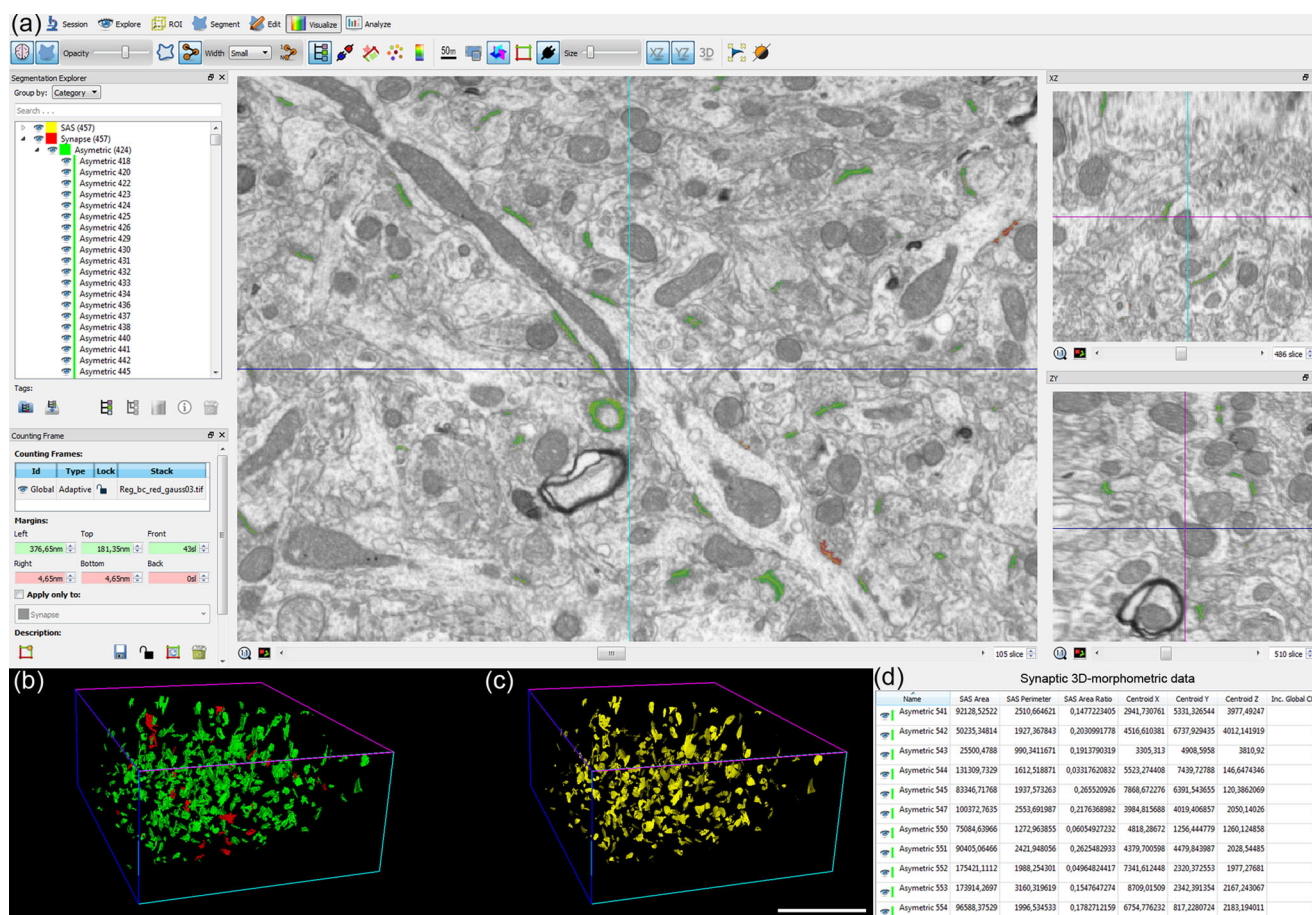 (a) Session Explore ROI Segment Edit Visualize Analyze
Opacity Width Small 50m Size XZ YZ 3D
Segmentation Explorer
Group by: Category
Search . . .
SAS (457)
Synapse (457)
Asymetric (424)
Asymetric 418
Asymetric 420
Asymetric 422
Asymetric 423
Asymetric 424
Asymetric 425
Asymetric 426
Asymetric 429
Asymetric 430
Asymetric 431
Asymetric 432
Asymetric 433
Asymetric 434
Asymetric 436
Asymetric 437
Asymetric 438
Asymetric 440
Asymetric 441
Asymetric 442
Asymetric 445
Tags:
Counting Frame
Counting Frames:
Id Type Lock Stack
Global Adaptive Reg_bc_red_gauss03.tif
Margins:
Left Top Front
376,65nm 181,35nm 43sl
Right Bottom Back
4,65nm 4,65nm 0sl
Apply only to:
Synapse
Description:
105 slice
XZ
486 slice
ZY
510 slice
(b)
(c)
(d) Synaptic 3D-morphometric data
Name SAS Area SAS Perimeter SAS Area Ratio Centroid X Centroid Y Centroid Z Inc. Global
Asymetric 541 92128,52522 2510,664621 0,1477223405 2941,730761 5331,326544 3977,49247
Asymetric 542 50235,34814 1927,367843 0,2030991778 4516,610381 6737,929435 4012,141919
Asymetric 543 25500,4788 990,3411671 0,1913790319 3305,313 4908,5958 3810,92
Asymetric 544 131309,7329 1612,518871 0,03317620832 5523,274408 7439,72788 146,6474346
Asymetric 545 83346,71768 1937,573263 0,265520926 7868,672276 6391,543655 120,3862069
Asymetric 547 100372,7635 2553,691987 0,2176368982 3984,815688 4019,406857 2050,14026
Asymetric 550 75084,63966 1272,963855 0,06054927232 4818,28672 1256,444779 1260,124858
Asymetric 551 90405,06466 2421,948056 0,2625482933 4379,700598 4479,843987 2028,54485
Asymetric 552 175421,1112 1988,254301 0,04964824417 7341,612448 2320,372553 1977,27681
Asymetric 553 173914,2697 3160,319619 0,1547647274 8709,01509 2342,391354 2167,243067
Asymetric 554 96588,37529 1996,534533 0,1782712159 6754,776232 817,2280724 2183,194011